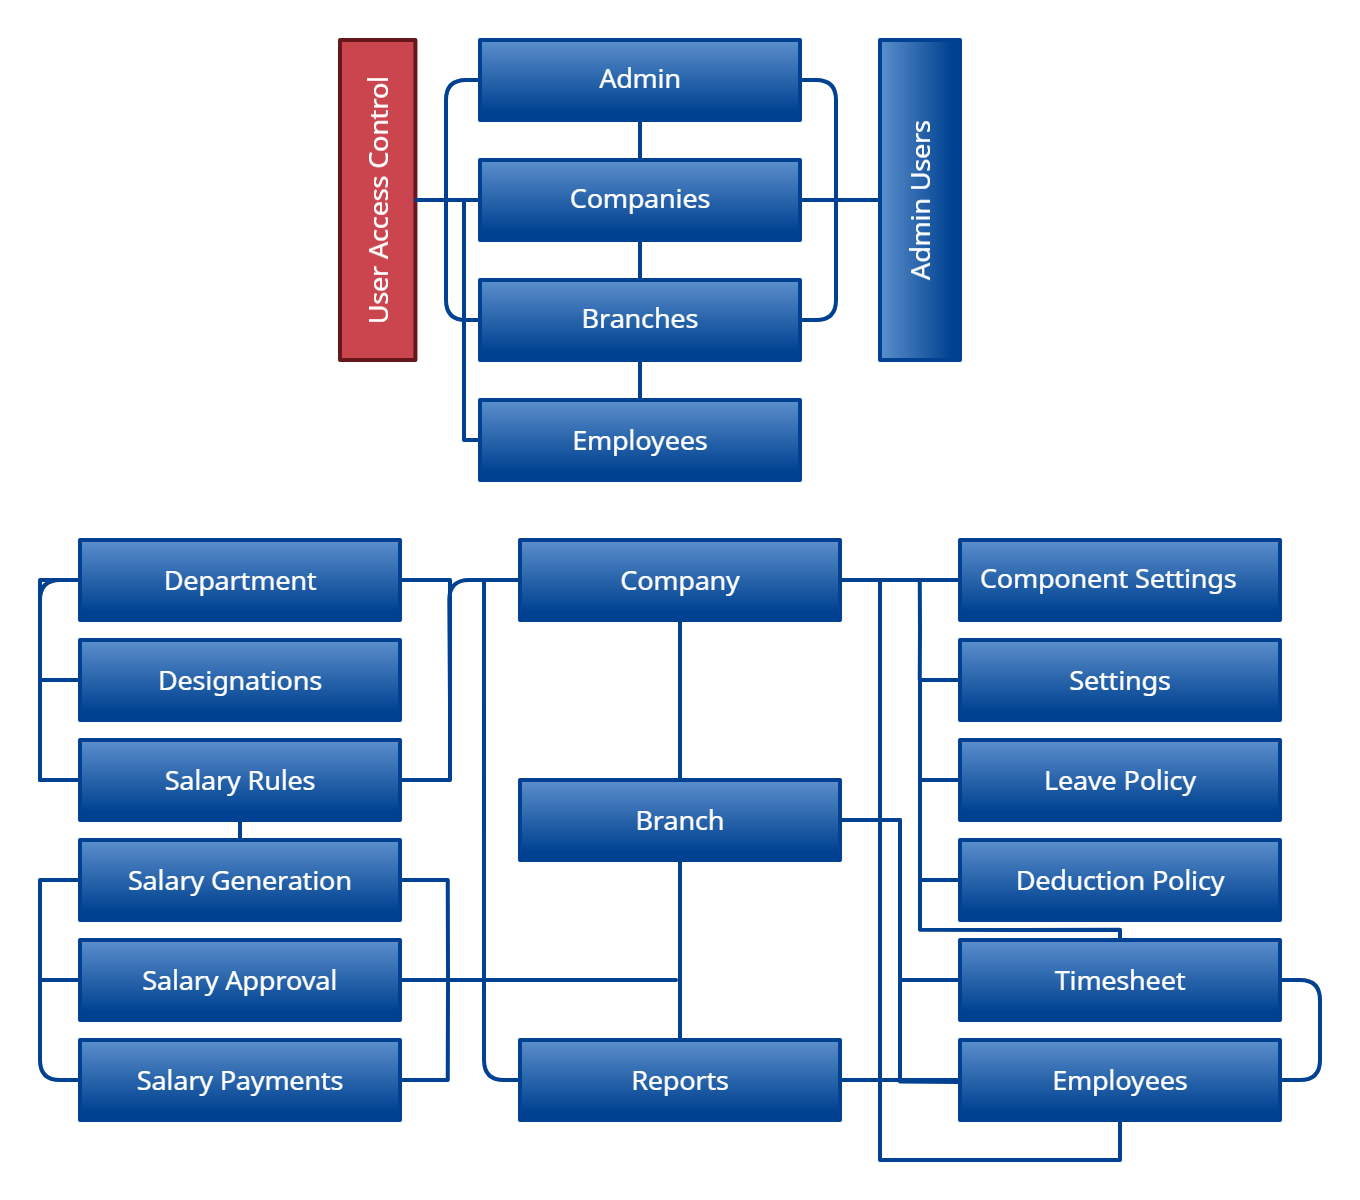 User Access Control
Admin
Companies
Branches
Employees
Admin Users
Department
Designations
Salary Rules
Salary Generation
Salary Approval
Salary Payments
Company
Branch
Reports
Component Settings
Settings
Leave Policy
Deduction Policy
Timesheet
Employees